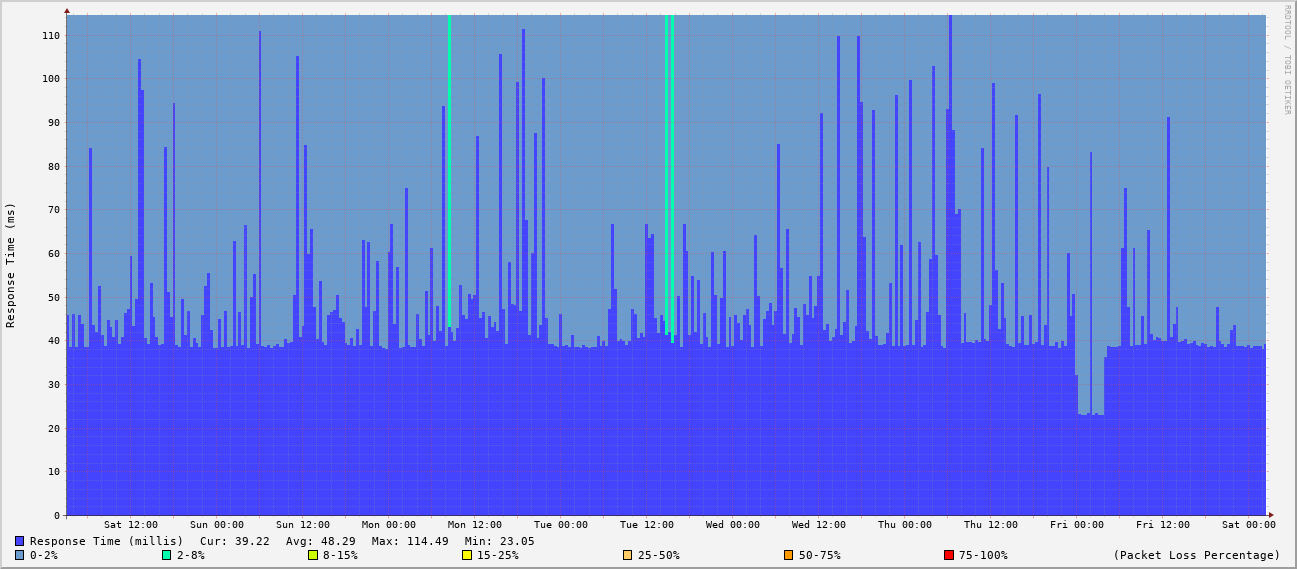 RRDTOOL / TOBI OETIKER
Response Time (ms)
110
100
90
80
70
60
50
40
30
20
10
0
Sat 12:00 Sun 00:00 Sun 12:00 Mon 00:00 Mon 12:00 Tue 00:00 Tue 12:00 Wed 00:00 Wed 12:00 Thu 00:00 Thu 12:00 Fri 00:00 Fri 12:00 Sat 00:00
Response Time (millis) Cur: 39.22 Avg: 48.29 Max: 114.49 Min: 23.05
0-2% 2-8% 8-15% 15-25% 25-50% 50-75% 75-100% (Packet Loss Percentage)